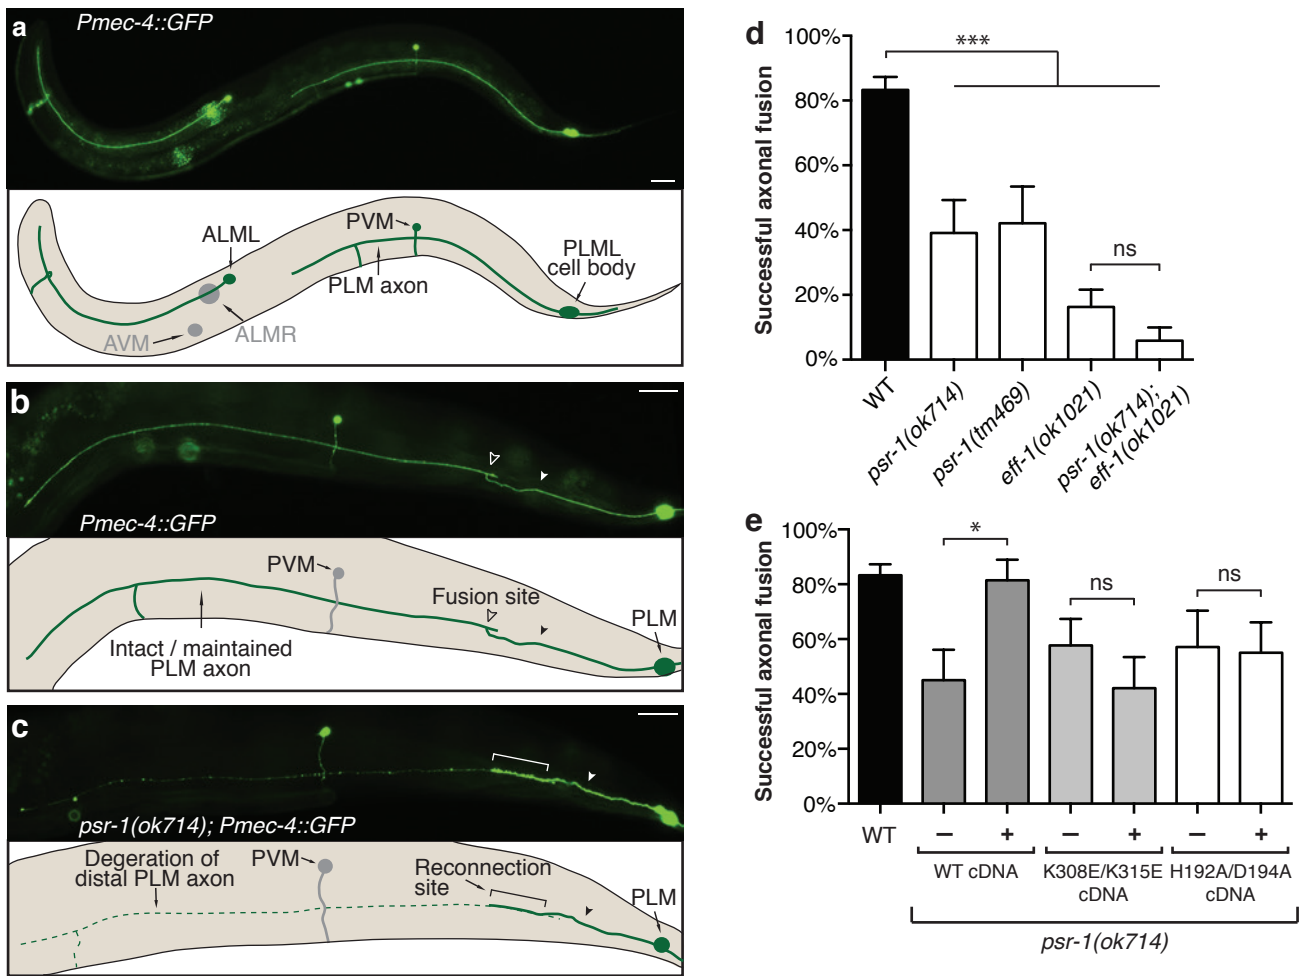 a
Pmec-4::GFP
ALML
PVM
PLML
cell body
PLM axon
AVM
ALMR
b
Pmec-4::GFP
PVM
Fusion site
PLM
Intact / maintained
PLM axon
c
psr-1(ok714); Pmec-4::GFP
Degeration of
distal PLM axon
PVM
Reconnection
site
PLM
d
Successful axonal fusion
100%
80%
60%
40%
20%
0%
***
ns
WT
psr-1(ok714)
psr-1(tm469)
eff-1(ok1021)
psr-1(ok714);
eff-1(ok1021)
e
Successful axonal fusion
100%
80%
60%
40%
20%
0%
*
ns
ns
WT
– + – + – +
WT cDNA
K308E/K315E
cDNA
H192A/D194A
cDNA
psr-1(ok714)